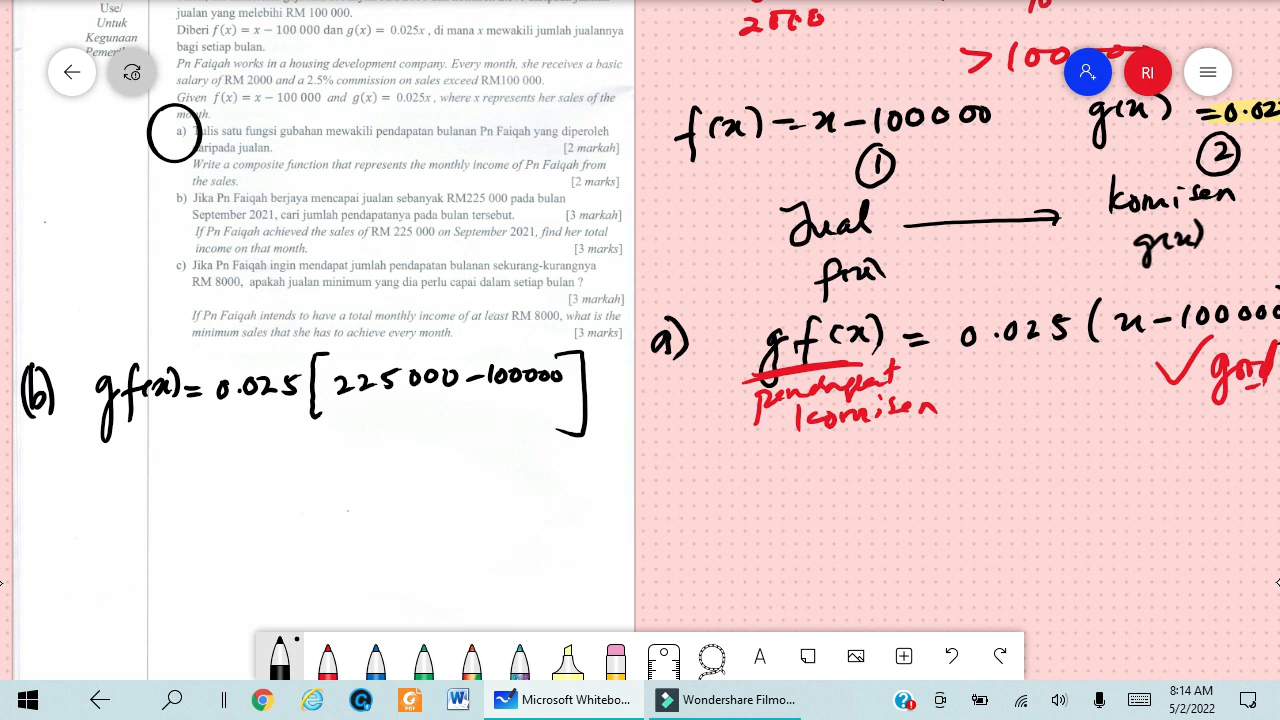 Use/
Untuk
Kegunaan
jualan yang melebihi RM 100 000.
Diberi f(x) = x − 100 000 dan g(x) = 0.025x , di mana x mewakili jumlah jualannya
bagi setiap bulan.
Pn Faiqah works in a housing development company. Every month, she receives a basic
salary of RM 2000 and a 2.5% commission on sales exceed RM 100 000.
Given f(x) = x − 100 000 and g(x) = 0.025x , where x represents her sales of the
month.
a) Tulis satu fungsi gubahan mewakili pendapatan bulanan Pn Faiqah yang diperoleh
daripada jualan. [2 markah]
Write a composite function that represents the monthly income of Pn Faiqah from
the sales. [2 marks]
b) Jika Pn Faiqah berjaya mencapai jualan sebanyak RM225 000 pada bulan
September 2021, cari jumlah pendapatanya pada bulan tersebut. [3 markah]
If Pn Faiqah achieved the sales of RM 225 000 on September 2021, find her total
income on that month. [3 marks]
c) Jika Pn Faiqah ingin mendapat jumlah pendapatan bulanan sekurang-kurangnya
RM 8000, apakah jualan minimum yang dia perlu capai dalam setiap bulan ?
[3 markah]
If Pn Faiqah intends to have a total monthly income of at least RM 8000, what is the
minimum sales that she has to achieve every month. [3 marks]
(b) gf(x) = 0.025 [ 225 000 − 100000 ]
2000
%
> 100
RI
f(x) = x − 100000 g(x) = 0.02
① ②
Jual → komisen
f(x) g(x)
a) gf(x) = 0.025 ( x − 100000
pendapat ✓ good
komisen
A
Microsoft Whitebo...
Wondershare Filmo...
8:14 AM
5/2/2022